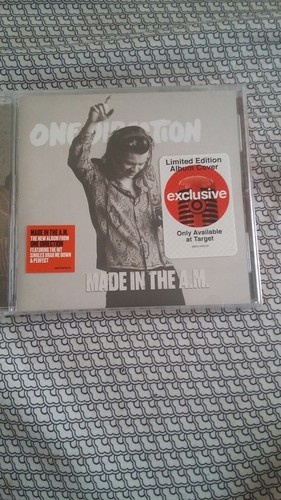 ONE DIRECTION
Limited Edition
Album Cover
exclusive
Only Available
at Target
MADE IN THE A.M.
THE NEW ALBUM FROM
ONE DIRECTION
FEATURING THE HIT
SINGLES DRAG ME DOWN
& PERFECT
MADE IN THE A.M.